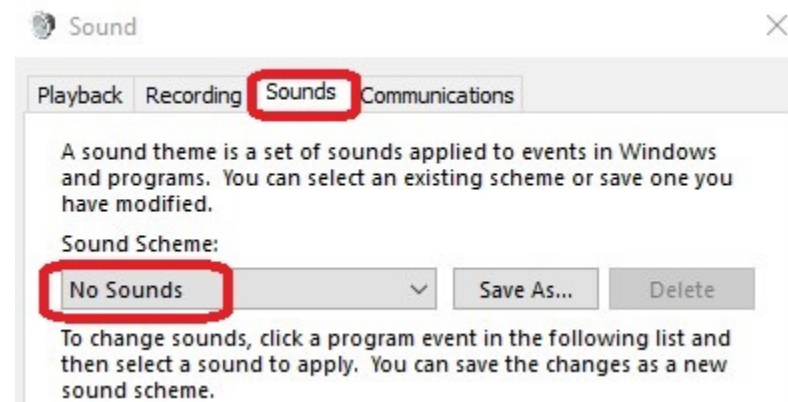 Sound
Playback Recording Sounds Communications
A sound theme is a set of sounds applied to events in Windows
and programs.  You can select an existing scheme or save one you
have modified.
Sound Scheme:
No Sounds Save As... Delete
To change sounds, click a program event in the following list and
then select a sound to apply.  You can save the changes as a new
sound scheme.